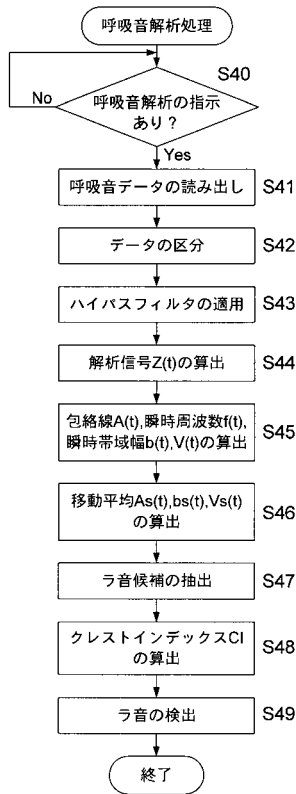 呼吸音解析処理
S40
No
呼吸音解析の指示
あり?
Yes
呼吸音データの読み出し
S41
データの区分
S42
ハイパスフィルタの適用
S43
解析信号Z(t)の算出
S44
包絡線A(t),瞬時周波数f(t),
瞬時帯域幅b(t),V(t)の算出
S45
移動平均As(t),bs(t),Vs(t)
の算出
S46
ラ音候補の抽出
S47
クレストインデックスCI
の算出
S48
ラ音の検出
S49
終了